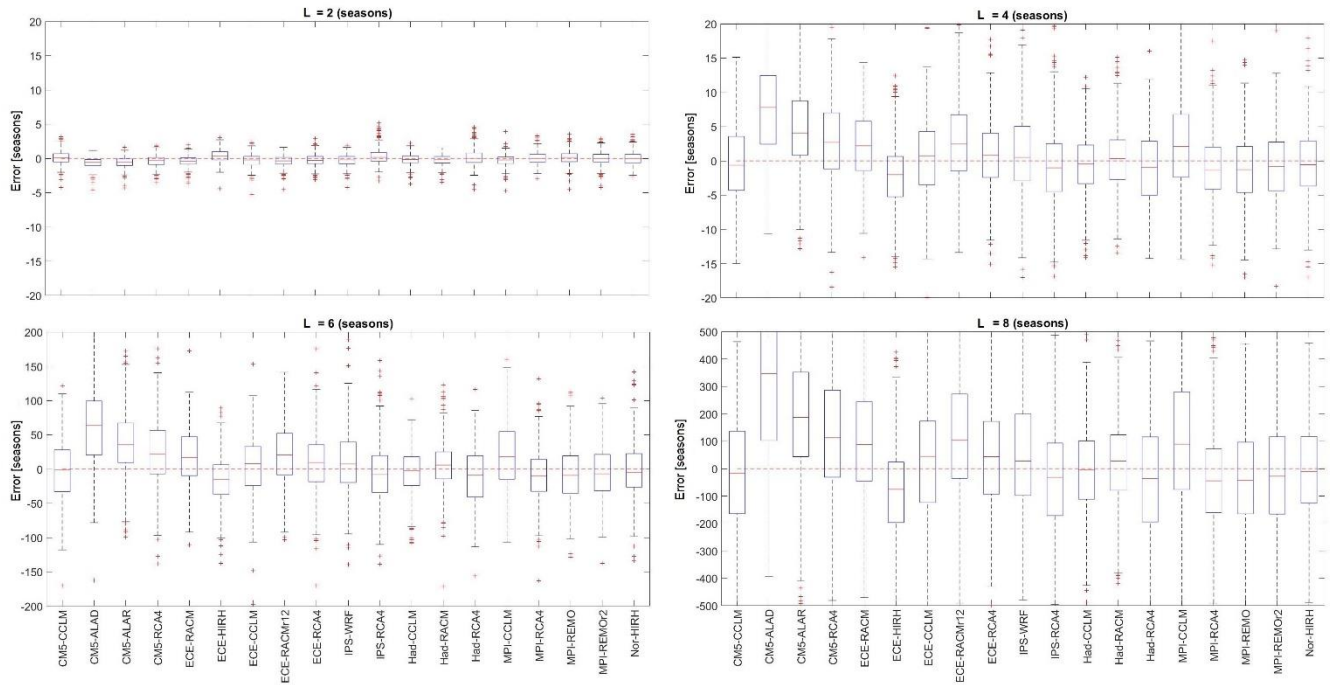 L = 2 (seasons)
Error [seasons]
20
15
10
5
0
-5
-10
-15
-20
L = 4 (seasons)
Error [seasons]
20
15
10
5
0
-5
-10
-15
-20
L = 6 (seasons)
Error [seasons]
200
150
100
50
0
-50
-100
-150
-200
CM5-CCLM
CM5-ALAD
CM5-ALAR
CM5-RCA4
ECE-RACM
ECE-HIRH
ECE-CCLM
ECE-RACMr12
ECE-RCA4
IPS-WRF
IPS-RCA4
Had-CCLM
Had-RACM
Had-RCA4
MPI-CCLM
MPI-RCA4
MPI-REMO
MPI-REMOr2
Nor-HIRH
L = 8 (seasons)
Error [seasons]
500
400
300
200
100
0
-100
-200
-300
-400
-500
CM5-CCLM
CM5-ALAD
CM5-ALAR
CM5-RCA4
ECE-RACM
ECE-HIRH
ECE-CCLM
ECE-RACMr12
ECE-RCA4
IPS-WRF
IPS-RCA4
Had-CCLM
Had-RACM
Had-RCA4
MPI-CCLM
MPI-RCA4
MPI-REMO
MPI-REMOr2
Nor-HIRH